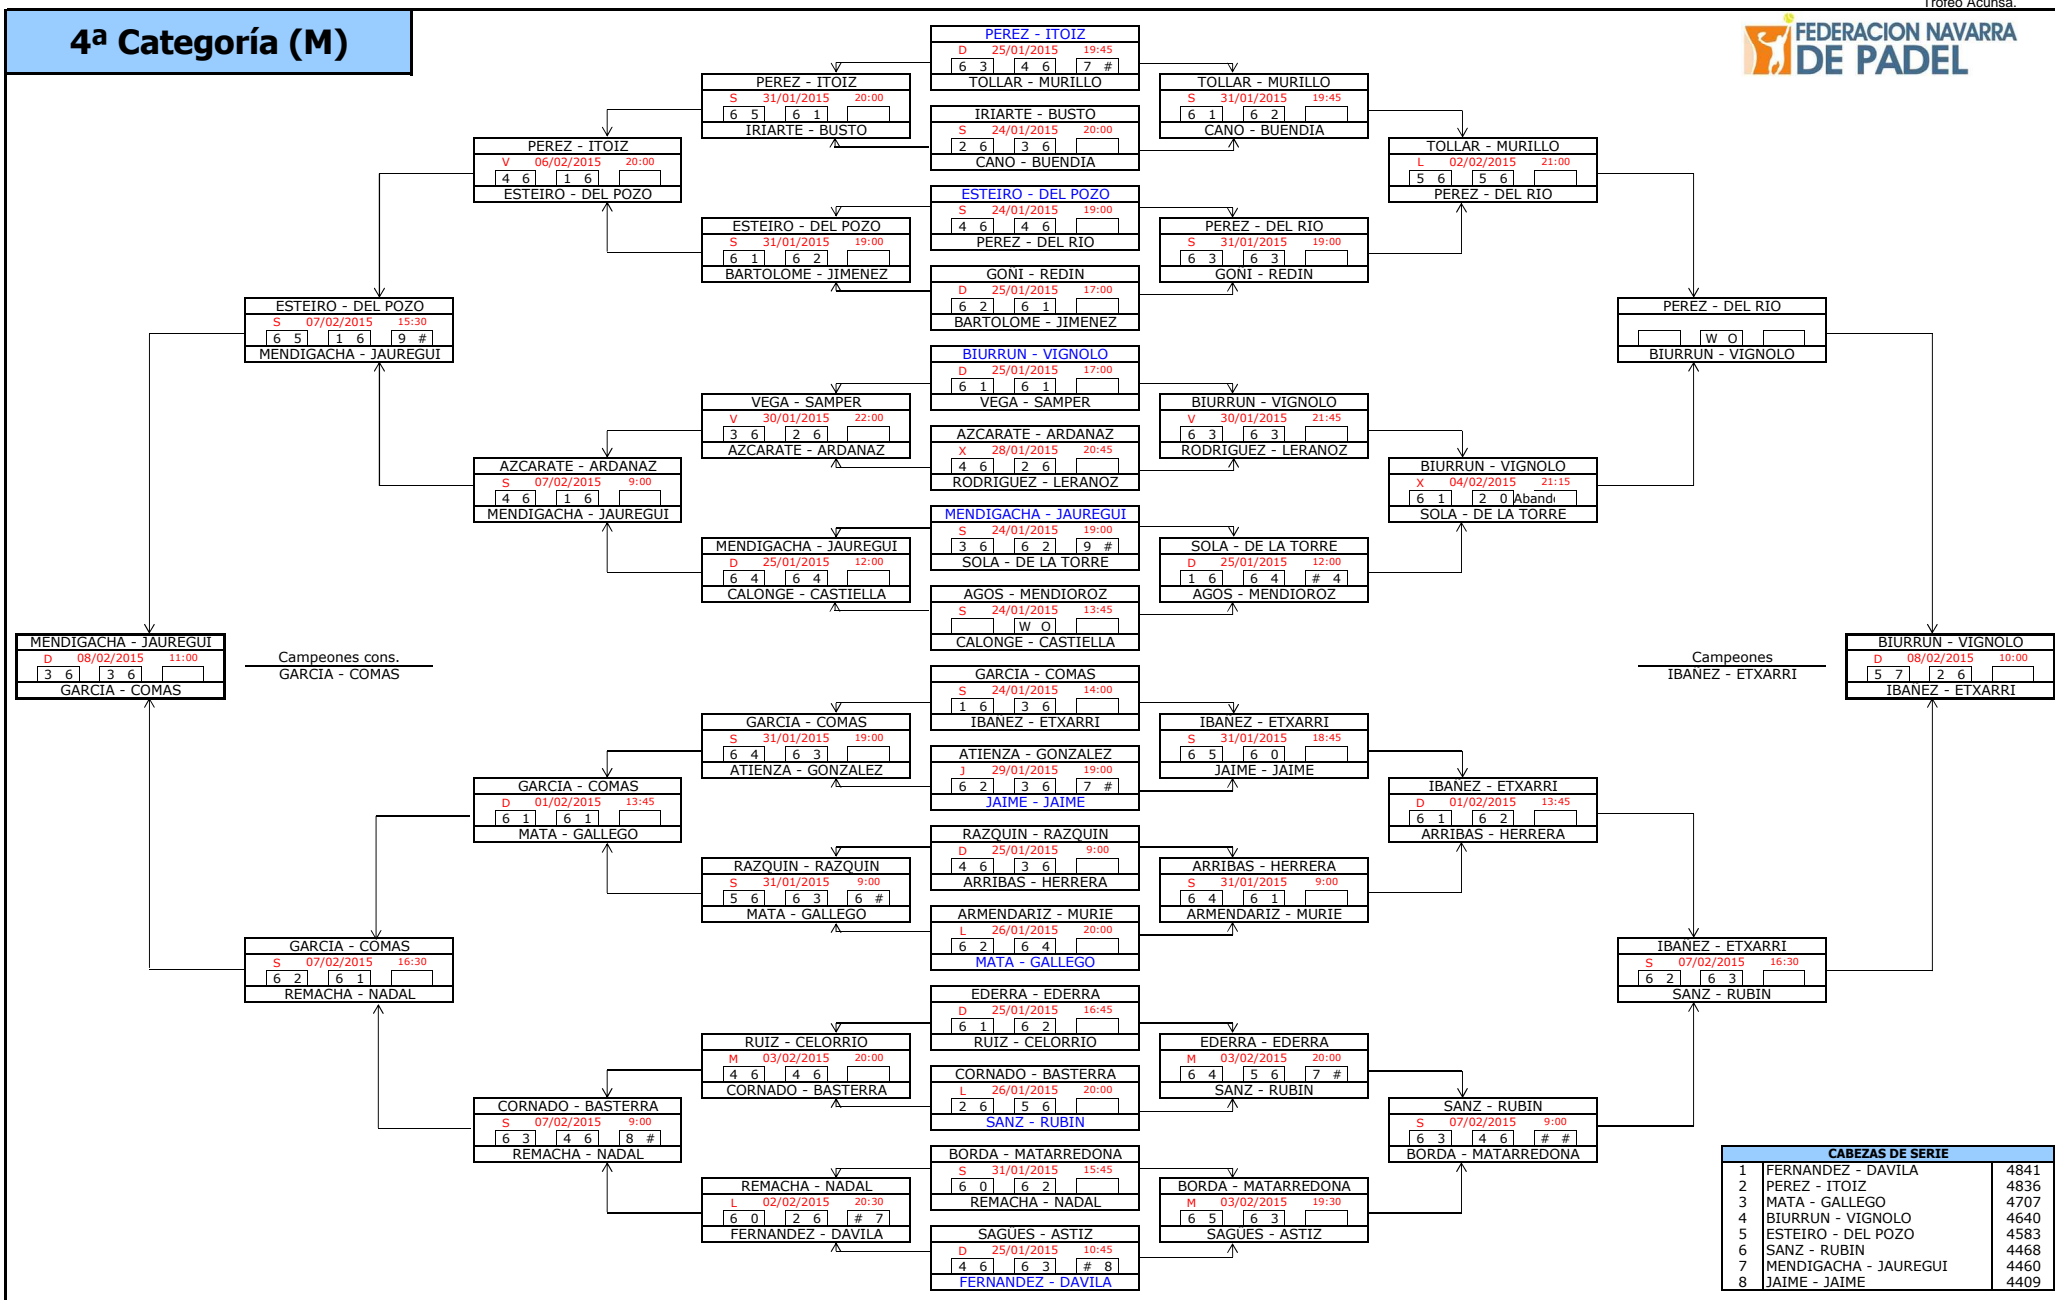 Trofeo Acunsa.
4ª Categoría (M)
FEDERACION NAVARRA
DE PADEL
MENDIGACHA - JAUREGUI
D 08/02/2015 11:00
3 6 3 6
GARCIA - COMAS
Campeones cons.
GARCIA - COMAS
ESTEIRO - DEL POZO
S 07/02/2015 15:30
6 5 1 6 9 #
MENDIGACHA - JAUREGUI
GARCIA - COMAS
S 07/02/2015 16:30
6 2 6 1
REMACHA - NADAL
PEREZ - ITOIZ
V 06/02/2015 20:00
4 6 1 6
ESTEIRO - DEL POZO
AZCARATE - ARDANAZ
S 07/02/2015 9:00
4 6 1 6
MENDIGACHA - JAUREGUI
GARCIA - COMAS
D 01/02/2015 13:45
6 1 6 1
MATA - GALLEGO
CORNADO - BASTERRA
S 07/02/2015 9:00
6 3 4 6 8 #
REMACHA - NADAL
PEREZ - ITOIZ
S 31/01/2015 20:00
6 5 6 1
IRIARTE - BUSTO
ESTEIRO - DEL POZO
S 31/01/2015 19:00
6 1 6 2
BARTOLOME - JIMENEZ
VEGA - SAMPER
V 30/01/2015 22:00
3 6 2 6
AZCARATE - ARDANAZ
MENDIGACHA - JAUREGUI
D 25/01/2015 12:00
6 4 6 4
CALONGE - CASTIELLA
GARCIA - COMAS
S 31/01/2015 19:00
6 4 6 3
ATIENZA - GONZALEZ
RAZQUIN - RAZQUIN
S 31/01/2015 9:00
5 6 6 3 6 #
MATA - GALLEGO
RUIZ - CELORRIO
M 03/02/2015 20:00
4 6 4 6
CORNADO - BASTERRA
REMACHA - NADAL
L 02/02/2015 20:30
6 0 2 6 # 7
FERNANDEZ - DAVILA
PEREZ - ITOIZ
D 25/01/2015 19:45
6 3 4 6 7 #
TOLLAR - MURILLO
IRIARTE - BUSTO
S 24/01/2015 20:00
2 6 3 6
CANO - BUENDIA
ESTEIRO - DEL POZO
S 24/01/2015 19:00
4 6 4 6
PEREZ - DEL RIO
GOÑI - REDIN
D 25/01/2015 17:00
6 2 6 1
BARTOLOME - JIMENEZ
BIURRUN - VIGNOLO
D 25/01/2015 17:00
6 1 6 1
VEGA - SAMPER
AZCARATE - ARDANAZ
X 28/01/2015 20:45
4 6 2 6
RODRIGUEZ - LERANOZ
MENDIGACHA - JAUREGUI
S 24/01/2015 19:00
3 6 6 2 9 #
SOLA - DE LA TORRE
AGOS - MENDIOROZ
S 24/01/2015 13:45
W O
CALONGE - CASTIELLA
GARCIA - COMAS
S 24/01/2015 14:00
1 6 3 6
IBAÑEZ - ETXARRI
ATIENZA - GONZALEZ
J 29/01/2015 19:00
6 2 3 6 7 #
JAIME - JAIME
RAZQUIN - RAZQUIN
D 25/01/2015 9:00
4 6 3 6
ARRIBAS - HERRERA
ARMENDARIZ - MURIE
L 26/01/2015 20:00
6 2 6 4
MATA - GALLEGO
EDERRA - EDERRA
D 25/01/2015 16:45
6 1 6 2
RUIZ - CELORRIO
CORNADO - BASTERRA
L 26/01/2015 20:00
2 6 5 6
SANZ - RUBIN
BORDA - MATARREDONA
S 31/01/2015 15:45
6 0 6 2
REMACHA - NADAL
SAGÜES - ASTIZ
D 25/01/2015 10:45
4 6 6 3 # 8
FERNANDEZ - DAVILA
TOLLAR - MURILLO
S 31/01/2015 19:45
6 1 6 2
CANO - BUENDIA
PEREZ - DEL RIO
S 31/01/2015 19:00
6 3 6 3
GOÑI - REDIN
BIURRUN - VIGNOLO
V 30/01/2015 21:45
6 3 6 3
RODRIGUEZ - LERANOZ
SOLA - DE LA TORRE
D 25/01/2015 12:00
1 6 6 4 # 4
AGOS - MENDIOROZ
IBAÑEZ - ETXARRI
S 31/01/2015 18:45
6 5 6 0
JAIME - JAIME
ARRIBAS - HERRERA
S 31/01/2015 9:00
6 4 6 1
ARMENDARIZ - MURIE
EDERRA - EDERRA
M 03/02/2015 20:00
6 4 5 6 7 #
SANZ - RUBIN
BORDA - MATARREDONA
M 03/02/2015 19:30
6 5 6 3
SAGÜES - ASTIZ
TOLLAR - MURILLO
L 02/02/2015 21:00
5 6 5 6
PEREZ - DEL RIO
BIURRUN - VIGNOLO
X 04/02/2015 21:15
6 1 2 0 Aband
SOLA - DE LA TORRE
IBAÑEZ - ETXARRI
D 01/02/2015 13:45
6 1 6 2
ARRIBAS - HERRERA
SANZ - RUBIN
S 07/02/2015 9:00
6 3 4 6 # #
BORDA - MATARREDONA
PEREZ - DEL RIO
W O
BIURRUN - VIGNOLO
IBAÑEZ - ETXARRI
S 07/02/2015 16:30
6 2 6 3
SANZ - RUBIN
Campeones
IBAÑEZ - ETXARRI
BIURRUN - VIGNOLO
D 08/02/2015 10:00
5 7 2 6
IBAÑEZ - ETXARRI
CABEZAS DE SERIE
1 FERNANDEZ - DAVILA 4841
2 PEREZ - ITOIZ 4836
3 MATA - GALLEGO 4707
4 BIURRUN - VIGNOLO 4640
5 ESTEIRO - DEL POZO 4583
6 SANZ - RUBIN 4468
7 MENDIGACHA - JAUREGUI 4460
8 JAIME - JAIME 4409